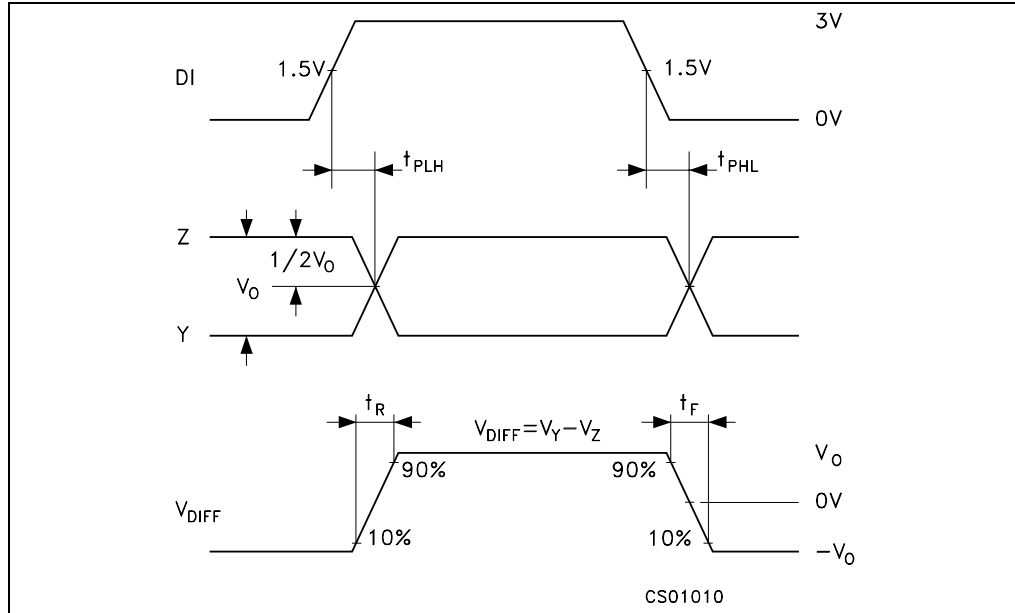 3V
DI
1.5V
1.5V
0V
tPLH
tPHL
Z
1/2VO
VO
Y
tR
tF
VDIFF=VY−VZ
VO
90%
90%
0V
VDIFF
10%
10%
−VO
CS01010